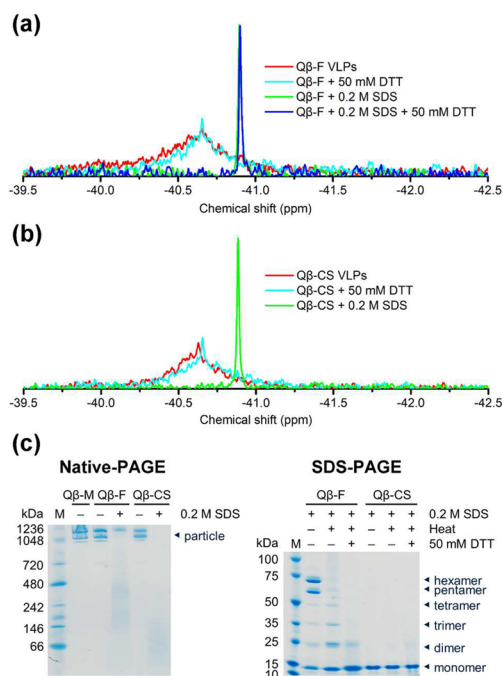 (a)
Qβ-F VLPs
Qβ-F + 50 mM DTT
Qβ-F + 0.2 M SDS
Qβ-F + 0.2 M SDS + 50 mM DTT
-39.5 -40.0 -40.5 -41.0 -41.5 -42.0 -42.5
Chemical shift (ppm)
(b)
Qβ-CS VLPs
Qβ-CS + 50 mM DTT
Qβ-CS + 0.2 M SDS
-39.5 -40.0 -40.5 -41.0 -41.5 -42.0 -42.5
Chemical shift (ppm)
(c)
Native-PAGE
Qβ-M Qβ-F Qβ-CS
kDa M – – + – + 0.2 M SDS
1236
1048
720
480
242
146
66
particle
SDS-PAGE
Qβ-F Qβ-CS
+ + + + + + 0.2 M SDS
– + + – + + Heat
kDa M – – + – – + 50 mM DTT
100
75
50
35
25
15
10
hexamer
pentamer
tetramer
trimer
dimer
monomer